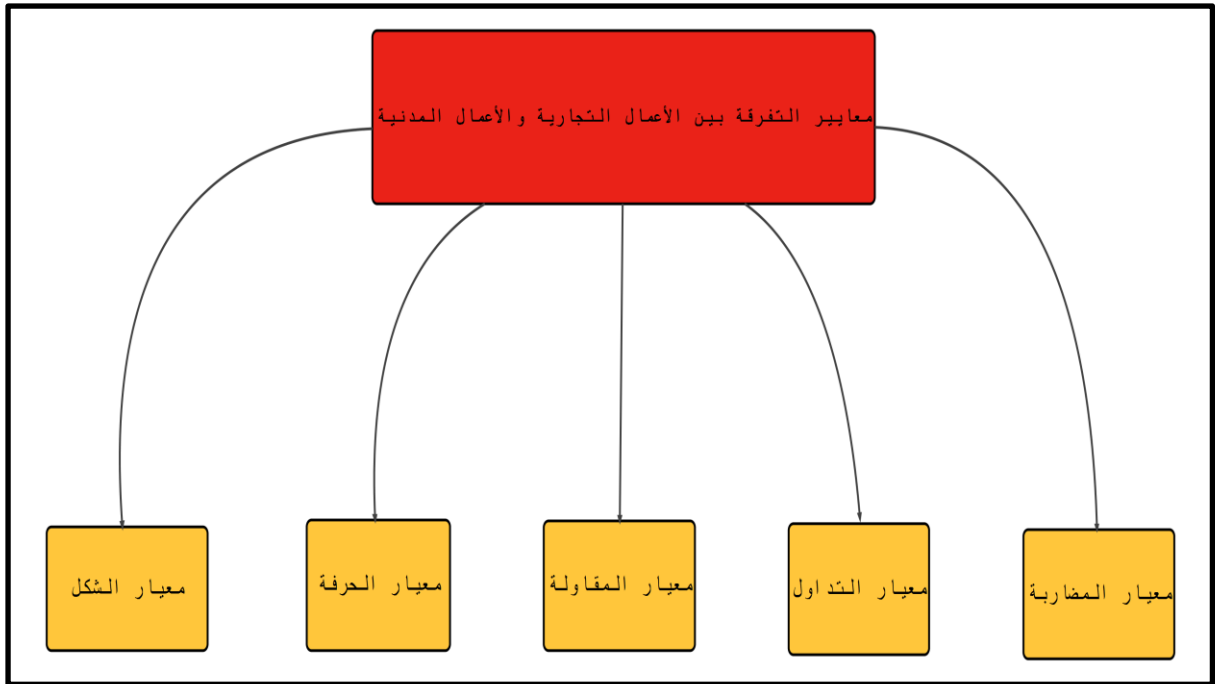 معايير التفرقة بين الأعمال التجارية والأعمال المدنية
معيار المضاربة
معيار التداول
معيار المقاولة
معيار الحرفة
معيار الشكل